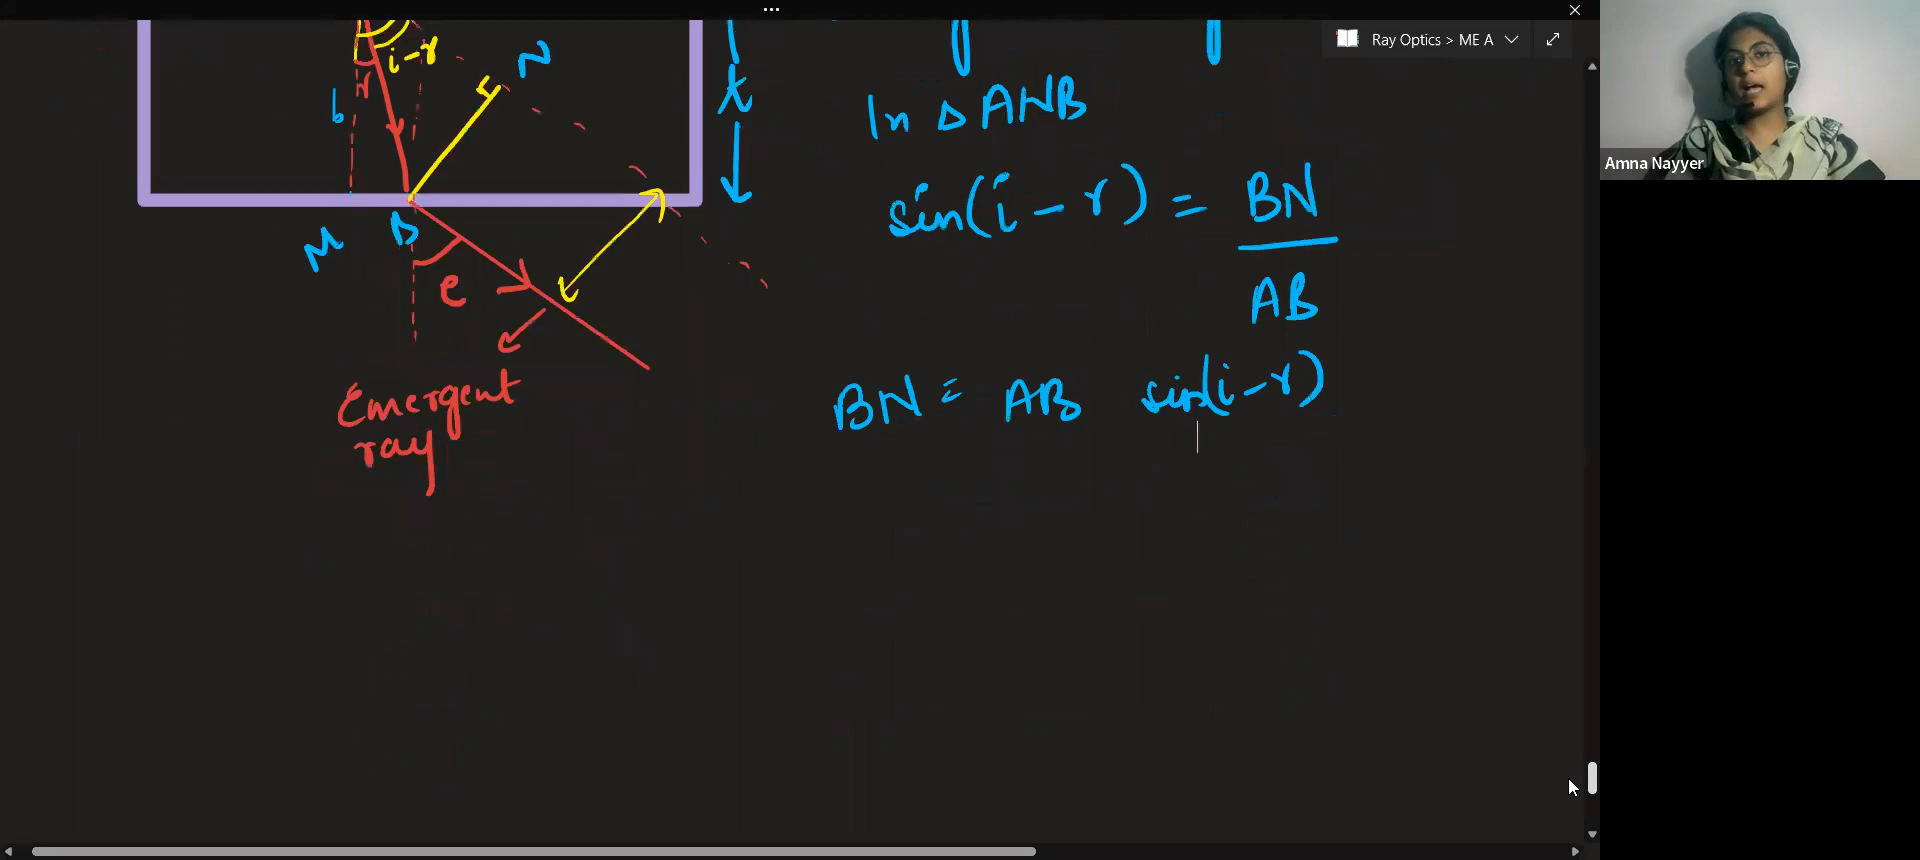 Ray Optics > ME A
Amna Nayyer
i-r
r
b
N
t
In Δ ANB
sin(i-r) = BN
AB
M
B
e
BN = AB sin(i-r)
Emergent
ray